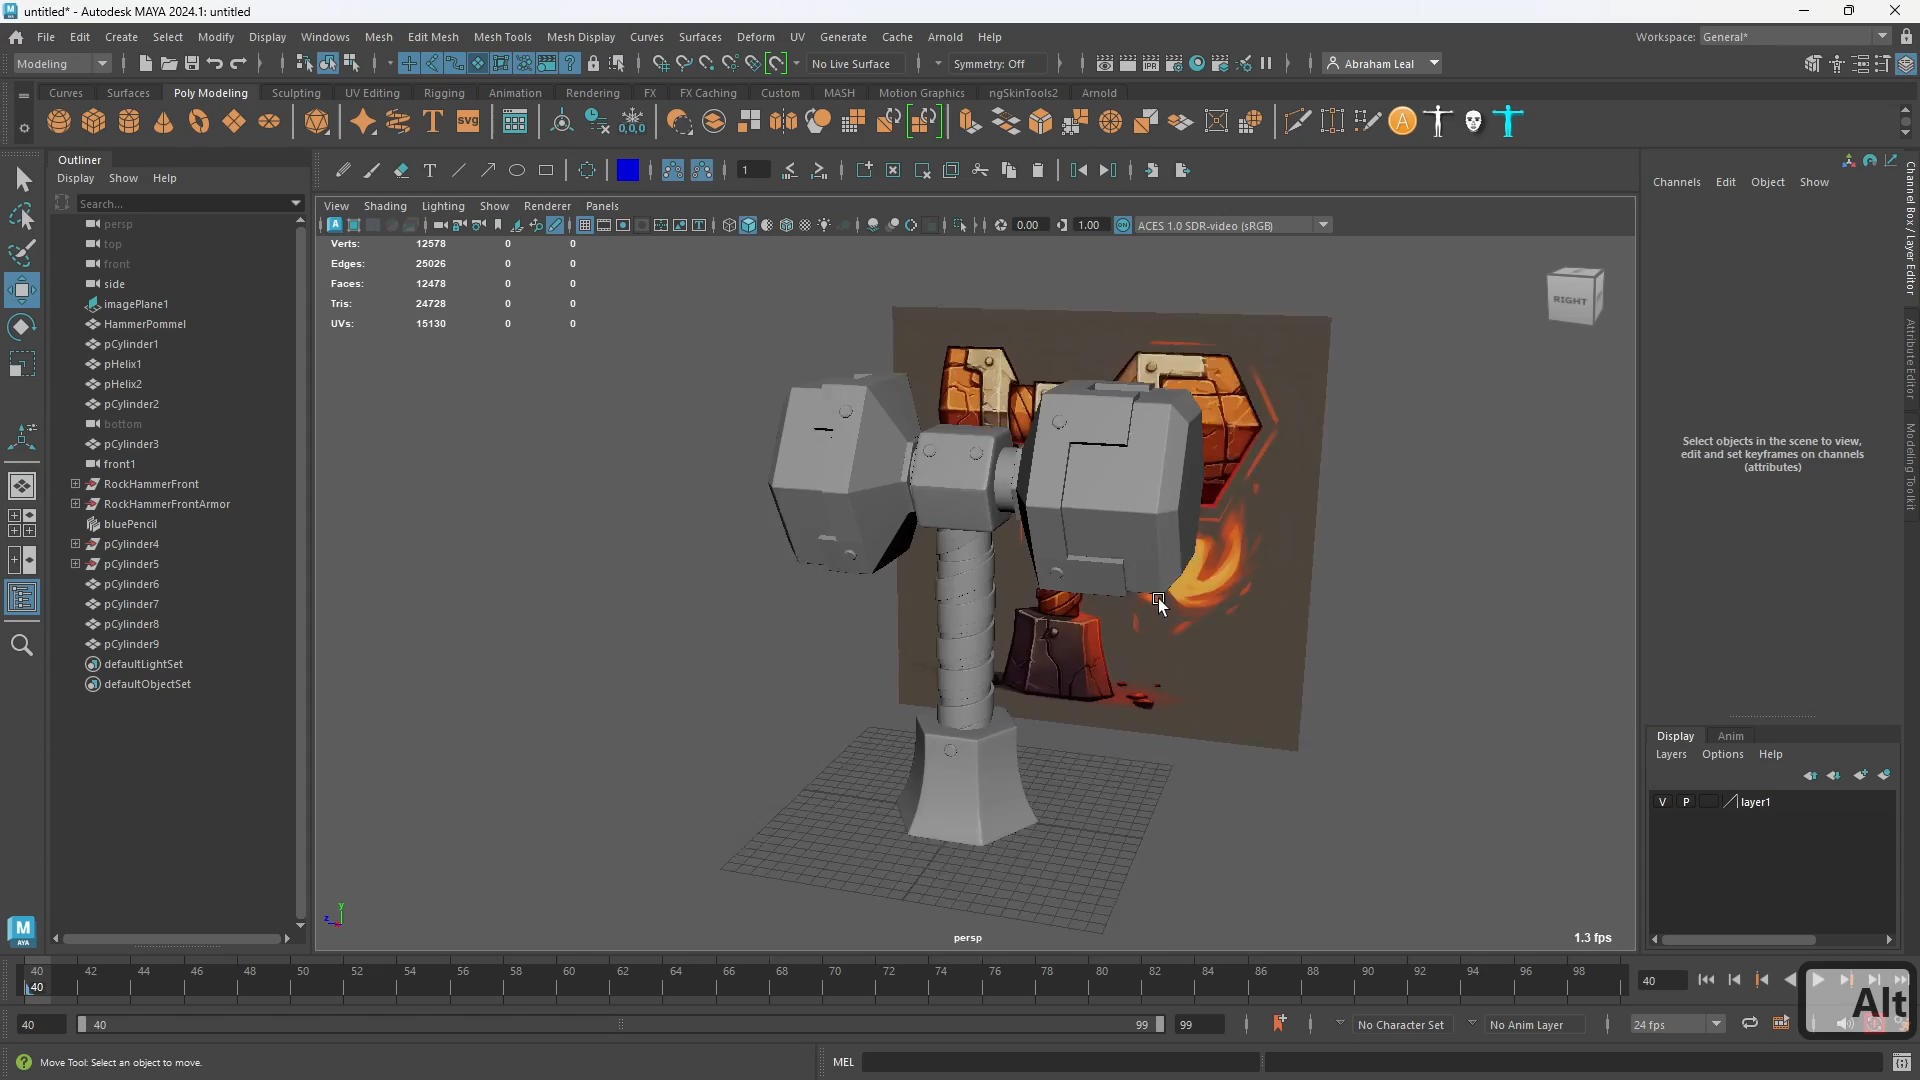 untitled* - Autodesk MAYA 2024.1: untitled
File Edit Create Select Modify Display Windows Mesh Edit Mesh Mesh Tools Mesh Display Curves Surfaces Deform UV Generate Cache Arnold Help
Workspace: General*
Modeling
No Live Surface
Symmetry: Off
Abraham Leal
Curves Surfaces Poly Modeling Sculpting UV Editing Rigging Animation Rendering FX FX Caching Custom MASH Motion Graphics ngSkinTools2 Arnold
Outliner
Display Show Help
Search...
persp
top
front
side
imagePlane1
HammerPommel
pCylinder1
pHelix1
pHelix2
pCylinder2
bottom
pCylinder3
front1
RockHammerFront
RockHammerFrontArmor
bluePencil
pCylinder4
pCylinder5
pCylinder6
pCylinder7
pCylinder8
pCylinder9
defaultLightSet
defaultObjectSet
1
View Shading Lighting Show Renderer Panels
0.00 1.00 ACES 1.0 SDR-video (sRGB)
Verts: 12578 0 0
Edges: 25026 0 0
Faces: 12478 0 0
Tris: 24728 0 0
UVs: 15130 0 0
RIGHT
persp
1.3 fps
Channels Edit Object Show
Select objects in the scene to view,
edit and set keyframes on channels
(attributes)
Channel Box / Layer Editor
Attribute Editor
Modeling Toolkit
Display Anim
Layers Options Help
V P layer1
40 42 44 46 48 50 52 54 56 58 60 62 64 66 68 70 72 74 76 78 80 82 84 86 88 90 92 94 96 98
40
40
40 40 99 99
No Character Set
No Anim Layer
24 fps
Alt
Move Tool: Select an object to move.
MEL